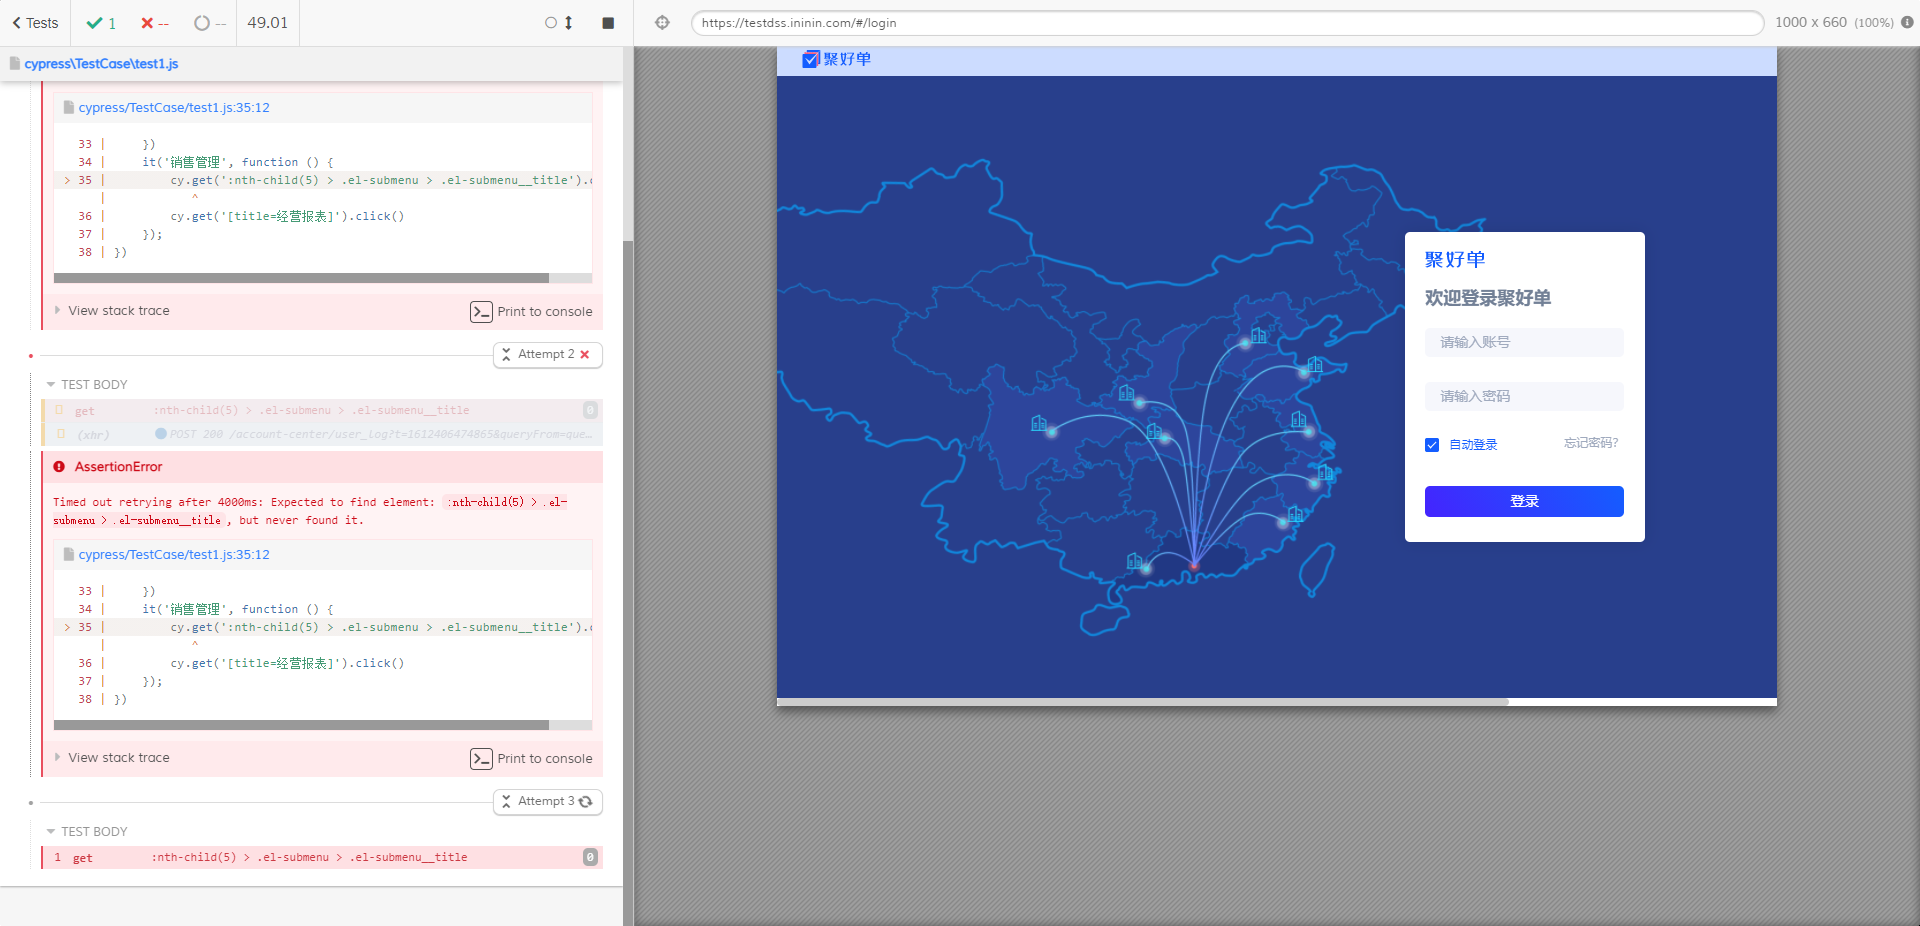 Tests
1
--
--
49.01
https://testdss.ininin.com/#/login
1000 x 660 (100%)
cypress\TestCase\test1.js
cypress/TestCase/test1.js:35:12
33 | })
34 | it('销售管理', function () {
> 35 | cy.get(':nth-child(5) > .el-submenu > .el-submenu__title').c
| ^
36 | cy.get('[title=经营报表]').click()
37 | });
38 | })
View stack trace
Print to console
Attempt 2
TEST BODY
get :nth-child(5) > .el-submenu > .el-submenu__title 0
(xhr) POST 200 /account-center/user_log?t=1612406474865&queryFrom=que...
AssertionError
Timed out retrying after 4000ms: Expected to find element: :nth-child(5) > .el-
submenu > .el-submenu__title, but never found it.
cypress/TestCase/test1.js:35:12
33 | })
34 | it('销售管理', function () {
> 35 | cy.get(':nth-child(5) > .el-submenu > .el-submenu__title').c
| ^
36 | cy.get('[title=经营报表]').click()
37 | });
38 | })
View stack trace
Print to console
Attempt 3
TEST BODY
1 get :nth-child(5) > .el-submenu > .el-submenu__title 0
聚好单
聚好单
欢迎登录聚好单
请输入账号
请输入密码
自动登录
忘记密码?
登录